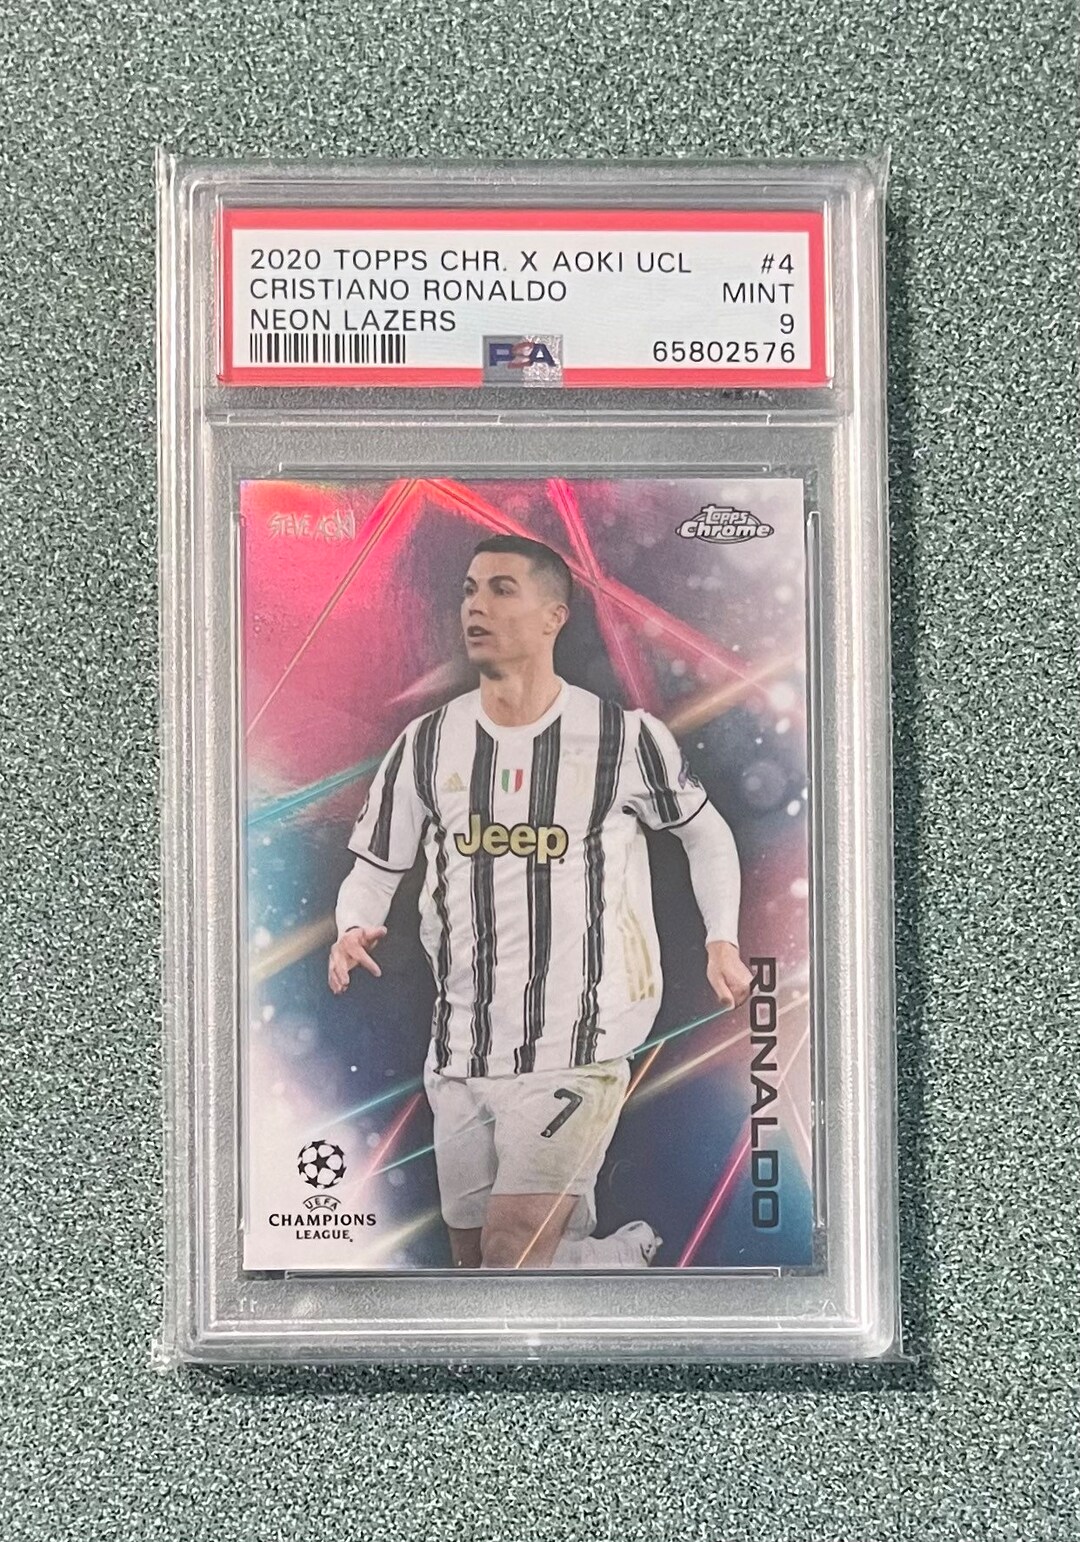 2020 TOPPS CHR. X AOKI UCL #4
CRISTIANO RONALDO MINT
NEON LAZERS 9
PSA 65802576
STEVE AOKI
Topps Chrome
Jeep
7
RONALDO
UEFA
CHAMPIONS
LEAGUE